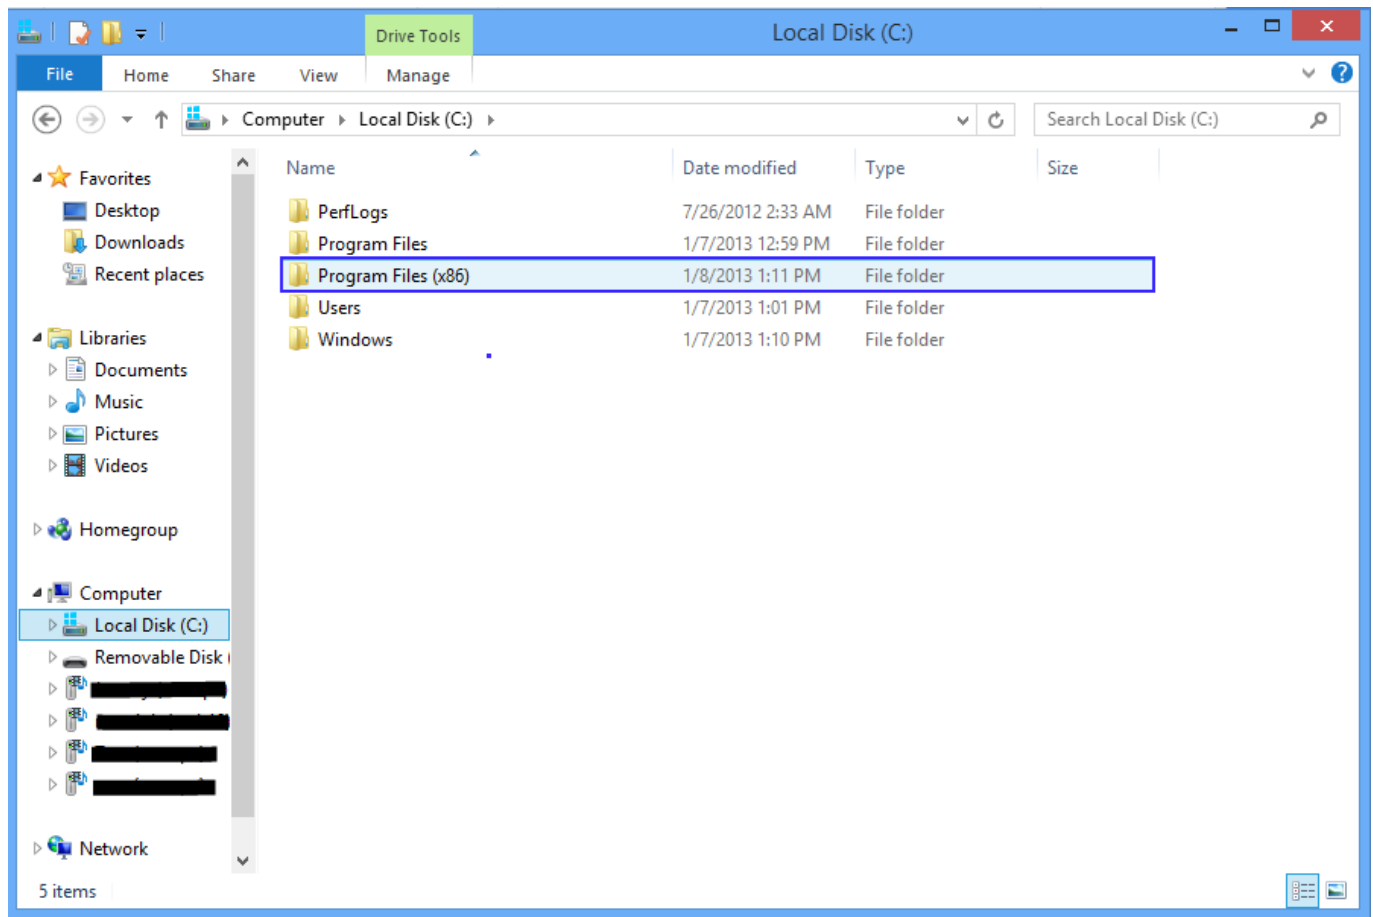 Drive Tools
Local Disk (C:)
File Home Share View Manage
Computer Local Disk (C:)
Search Local Disk (C:)
Favorites
Desktop
Downloads
Recent places
Libraries
Documents
Music
Pictures
Videos
Homegroup
Computer
Local Disk (C:)
Removable Disk (
Network
Name Date modified Type Size
PerfLogs 7/26/2012 2:33 AM File folder
Program Files 1/7/2013 12:59 PM File folder
Program Files (x86) 1/8/2013 1:11 PM File folder
Users 1/7/2013 1:01 PM File folder
Windows 1/7/2013 1:10 PM File folder
5 items